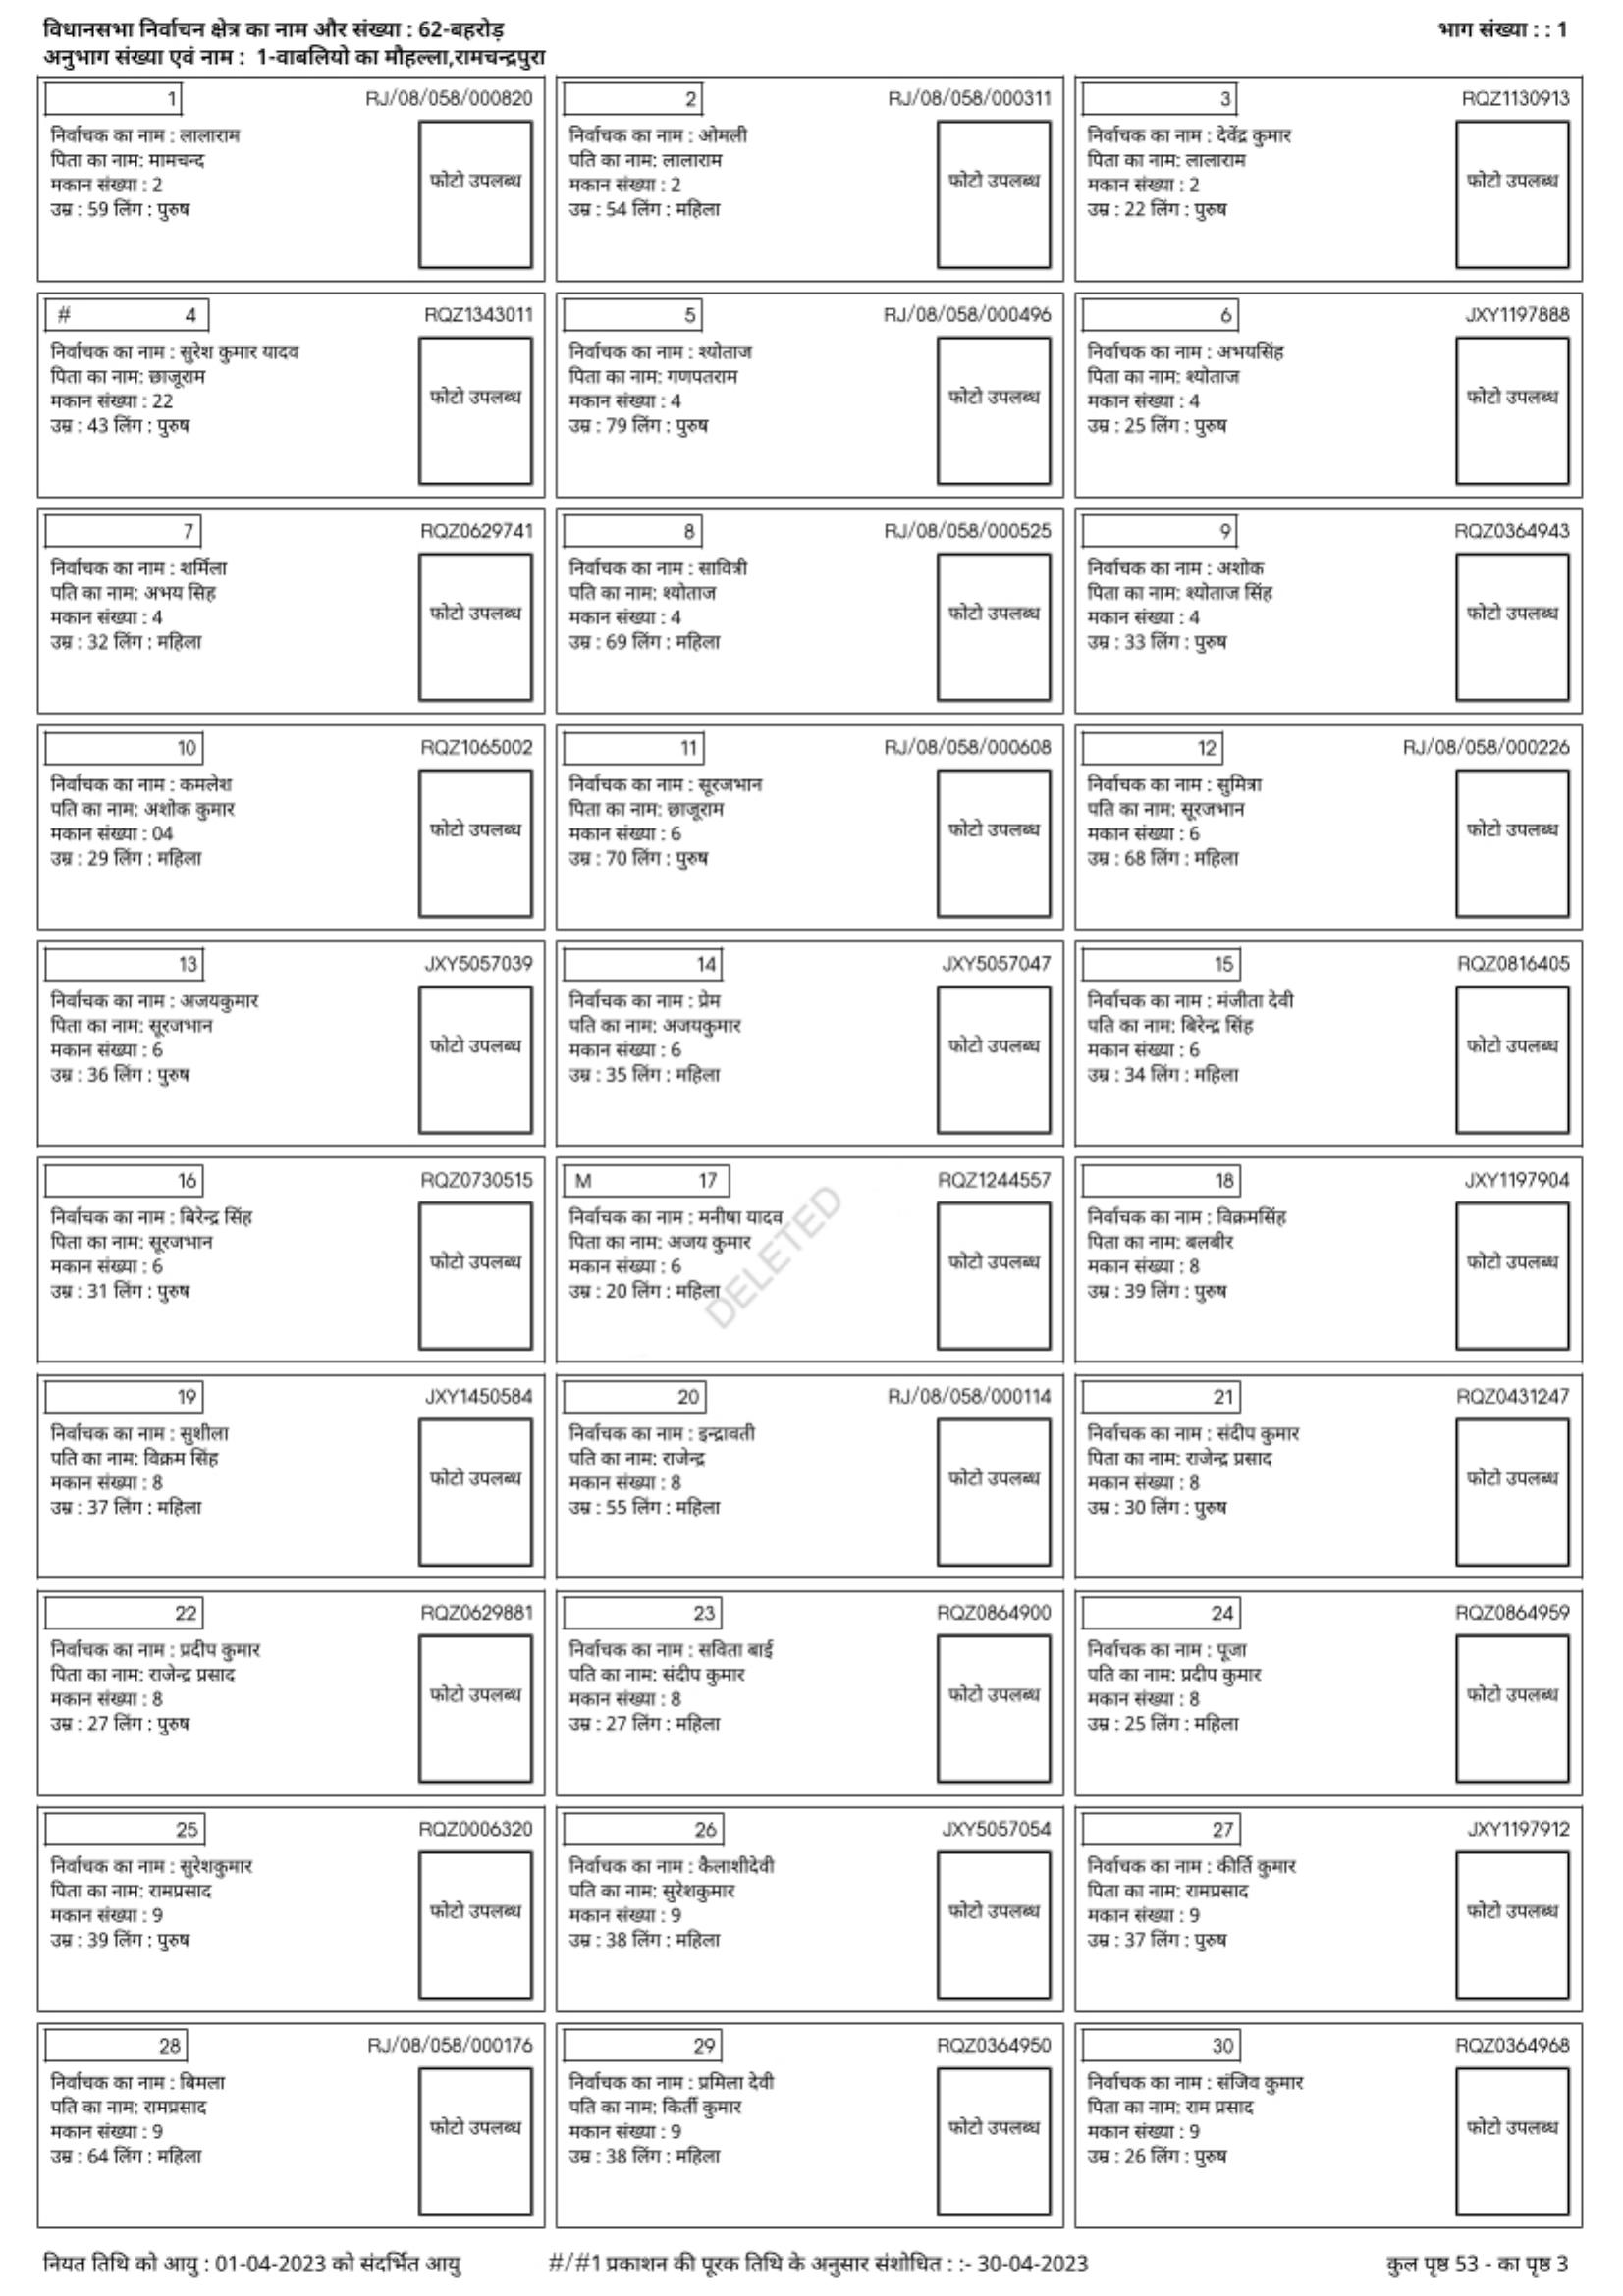 विधानसभा निर्वाचन क्षेत्र का नाम और संख्या : 62-बहरोड़
भाग संख्या : : 1
अनुभाग संख्या एवं नाम : 1-वाबलियो का मौहल्ला,रामचन्द्रपुरा
1 RJ/08/058/000820
निर्वाचक का नाम : लालाराम
पिता का नाम: मामचन्द
मकान संख्या : 2
उम्र : 59 लिंग : पुरुष
फोटो उपलब्ध
2 RJ/08/058/000311
निर्वाचक का नाम : ओमली
पति का नाम: लालाराम
मकान संख्या : 2
उम्र : 54 लिंग : महिला
फोटो उपलब्ध
3 RQZ1130913
निर्वाचक का नाम : देवेंद्र कुमार
पिता का नाम: लालाराम
मकान संख्या : 2
उम्र : 22 लिंग : पुरुष
फोटो उपलब्ध
# 4 RQZ1343011
निर्वाचक का नाम : सुरेश कुमार यादव
पिता का नाम: छाजूराम
मकान संख्या : 22
उम्र : 43 लिंग : पुरुष
फोटो उपलब्ध
5 RJ/08/058/000496
निर्वाचक का नाम : श्योताज
पिता का नाम: गणपतराम
मकान संख्या : 4
उम्र : 79 लिंग : पुरुष
फोटो उपलब्ध
6 JXY1197888
निर्वाचक का नाम : अभयसिंह
पिता का नाम: श्योताज
मकान संख्या : 4
उम्र : 25 लिंग : पुरुष
फोटो उपलब्ध
7 RQZ0629741
निर्वाचक का नाम : शर्मिला
पति का नाम: अभय सिह
मकान संख्या : 4
उम्र : 32 लिंग : महिला
फोटो उपलब्ध
8 RJ/08/058/000525
निर्वाचक का नाम : सावित्री
पति का नाम: श्योताज
मकान संख्या : 4
उम्र : 69 लिंग : महिला
फोटो उपलब्ध
9 RQZ0364943
निर्वाचक का नाम : अशोक
पिता का नाम: श्योताज सिंह
मकान संख्या : 4
उम्र : 33 लिंग : पुरुष
फोटो उपलब्ध
10 RQZ1065002
निर्वाचक का नाम : कमलेश
पति का नाम: अशोक कुमार
मकान संख्या : 04
उम्र : 29 लिंग : महिला
फोटो उपलब्ध
11 RJ/08/058/000608
निर्वाचक का नाम : सूरजभान
पिता का नाम: छाजूराम
मकान संख्या : 6
उम्र : 70 लिंग : पुरुष
फोटो उपलब्ध
12 RJ/08/058/000226
निर्वाचक का नाम : सुमित्रा
पति का नाम: सूरजभान
मकान संख्या : 6
उम्र : 68 लिंग : महिला
फोटो उपलब्ध
13 JXY5057039
निर्वाचक का नाम : अजयकुमार
पिता का नाम: सूरजभान
मकान संख्या : 6
उम्र : 36 लिंग : पुरुष
फोटो उपलब्ध
14 JXY5057047
निर्वाचक का नाम : प्रेम
पति का नाम: अजयकुमार
मकान संख्या : 6
उम्र : 35 लिंग : महिला
फोटो उपलब्ध
15 RQZ0816405
निर्वाचक का नाम : मंजीता देवी
पति का नाम: बिरेन्द्र सिंह
मकान संख्या : 6
उम्र : 34 लिंग : महिला
फोटो उपलब्ध
16 RQZ0730515
निर्वाचक का नाम : बिरेन्द्र सिंह
पिता का नाम: सूरजभान
मकान संख्या : 6
उम्र : 31 लिंग : पुरुष
फोटो उपलब्ध
M 17 RQZ1244557
निर्वाचक का नाम : मनीषा यादव
पिता का नाम: अजय कुमार
मकान संख्या : 6
उम्र : 20 लिंग : महिला
फोटो उपलब्ध
DELETED
18 JXY1197904
निर्वाचक का नाम : विक्रमसिंह
पिता का नाम: बलबीर
मकान संख्या : 8
उम्र : 39 लिंग : पुरुष
फोटो उपलब्ध
19 JXY1450584
निर्वाचक का नाम : सुशीला
पति का नाम: विक्रम सिंह
मकान संख्या : 8
उम्र : 37 लिंग : महिला
फोटो उपलब्ध
20 RJ/08/058/000114
निर्वाचक का नाम : इन्द्रावती
पति का नाम: राजेन्द्र
मकान संख्या : 8
उम्र : 55 लिंग : महिला
फोटो उपलब्ध
21 RQZ0431247
निर्वाचक का नाम : संदीप कुमार
पिता का नाम: राजेन्द्र प्रसाद
मकान संख्या : 8
उम्र : 30 लिंग : पुरुष
फोटो उपलब्ध
22 RQZ0629881
निर्वाचक का नाम : प्रदीप कुमार
पिता का नाम: राजेन्द्र प्रसाद
मकान संख्या : 8
उम्र : 27 लिंग : पुरुष
फोटो उपलब्ध
23 RQZ0864900
निर्वाचक का नाम : सविता बाई
पति का नाम: संदीप कुमार
मकान संख्या : 8
उम्र : 27 लिंग : महिला
फोटो उपलब्ध
24 RQZ0864959
निर्वाचक का नाम : पूजा
पति का नाम: प्रदीप कुमार
मकान संख्या : 8
उम्र : 25 लिंग : महिला
फोटो उपलब्ध
25 RQZ0006320
निर्वाचक का नाम : सुरेशकुमार
पिता का नाम: रामप्रसाद
मकान संख्या : 9
उम्र : 39 लिंग : पुरुष
फोटो उपलब्ध
26 JXY5057054
निर्वाचक का नाम : कैलाशीदेवी
पति का नाम: सुरेशकुमार
मकान संख्या : 9
उम्र : 38 लिंग : महिला
फोटो उपलब्ध
27 JXY1197912
निर्वाचक का नाम : कीर्ति कुमार
पिता का नाम: रामप्रसाद
मकान संख्या : 9
उम्र : 37 लिंग : पुरुष
फोटो उपलब्ध
28 RJ/08/058/000176
निर्वाचक का नाम : बिमला
पति का नाम: रामप्रसाद
मकान संख्या : 9
उम्र : 64 लिंग : महिला
फोटो उपलब्ध
29 RQZ0364950
निर्वाचक का नाम : प्रमिला देवी
पति का नाम: किर्ती कुमार
मकान संख्या : 9
उम्र : 38 लिंग : महिला
फोटो उपलब्ध
30 RQZ0364968
निर्वाचक का नाम : संजिव कुमार
पिता का नाम: राम प्रसाद
मकान संख्या : 9
उम्र : 26 लिंग : पुरुष
फोटो उपलब्ध
नियत तिथि को आयु : 01-04-2023 को संदर्भित आयु
#/#1 प्रकाशन की पूरक तिथि के अनुसार संशोधित : :- 30-04-2023
कुल पृष्ठ 53 - का पृष्ठ 3